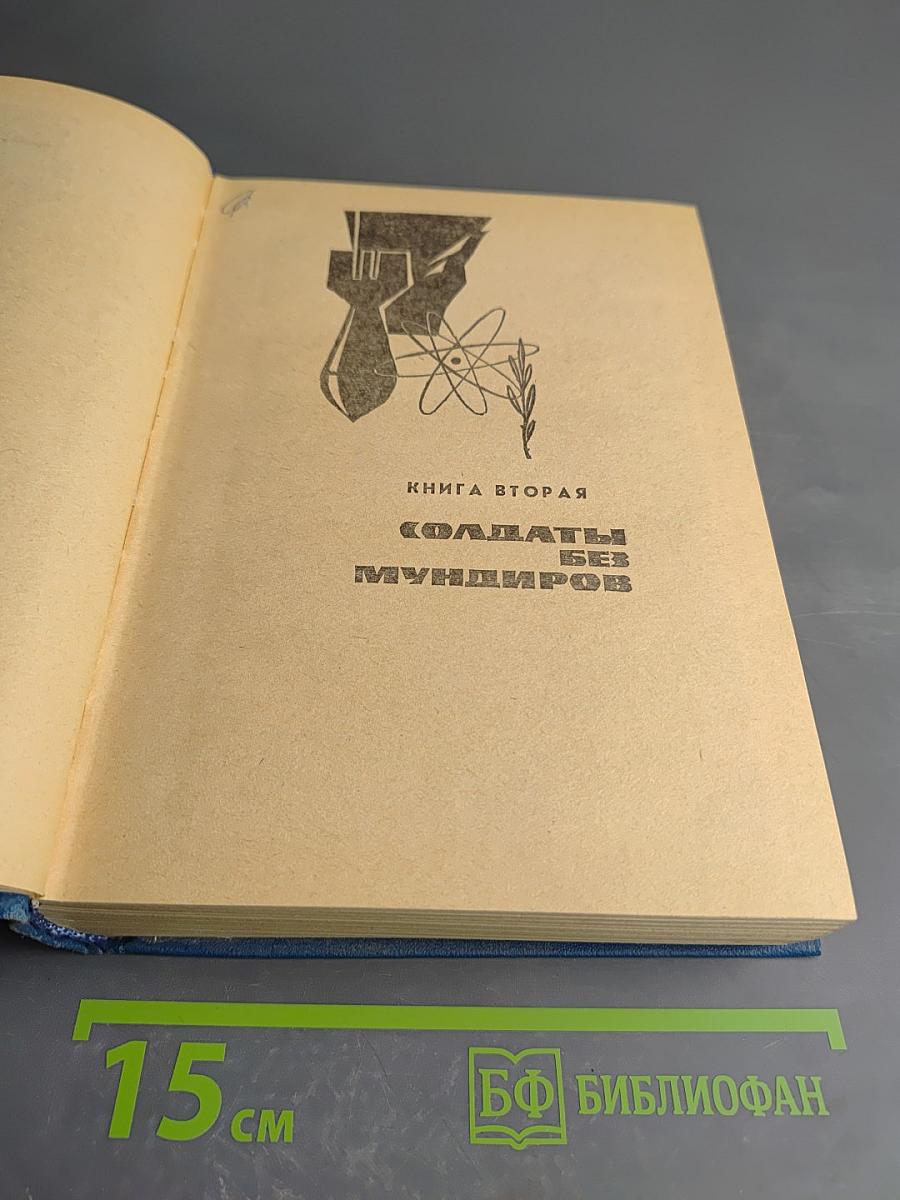 КНИГА ВТОРАЯ
СОЛДАТЫ
БЕЗ
МУНДИРОВ
15 см
БФ БИБЛИОФАН